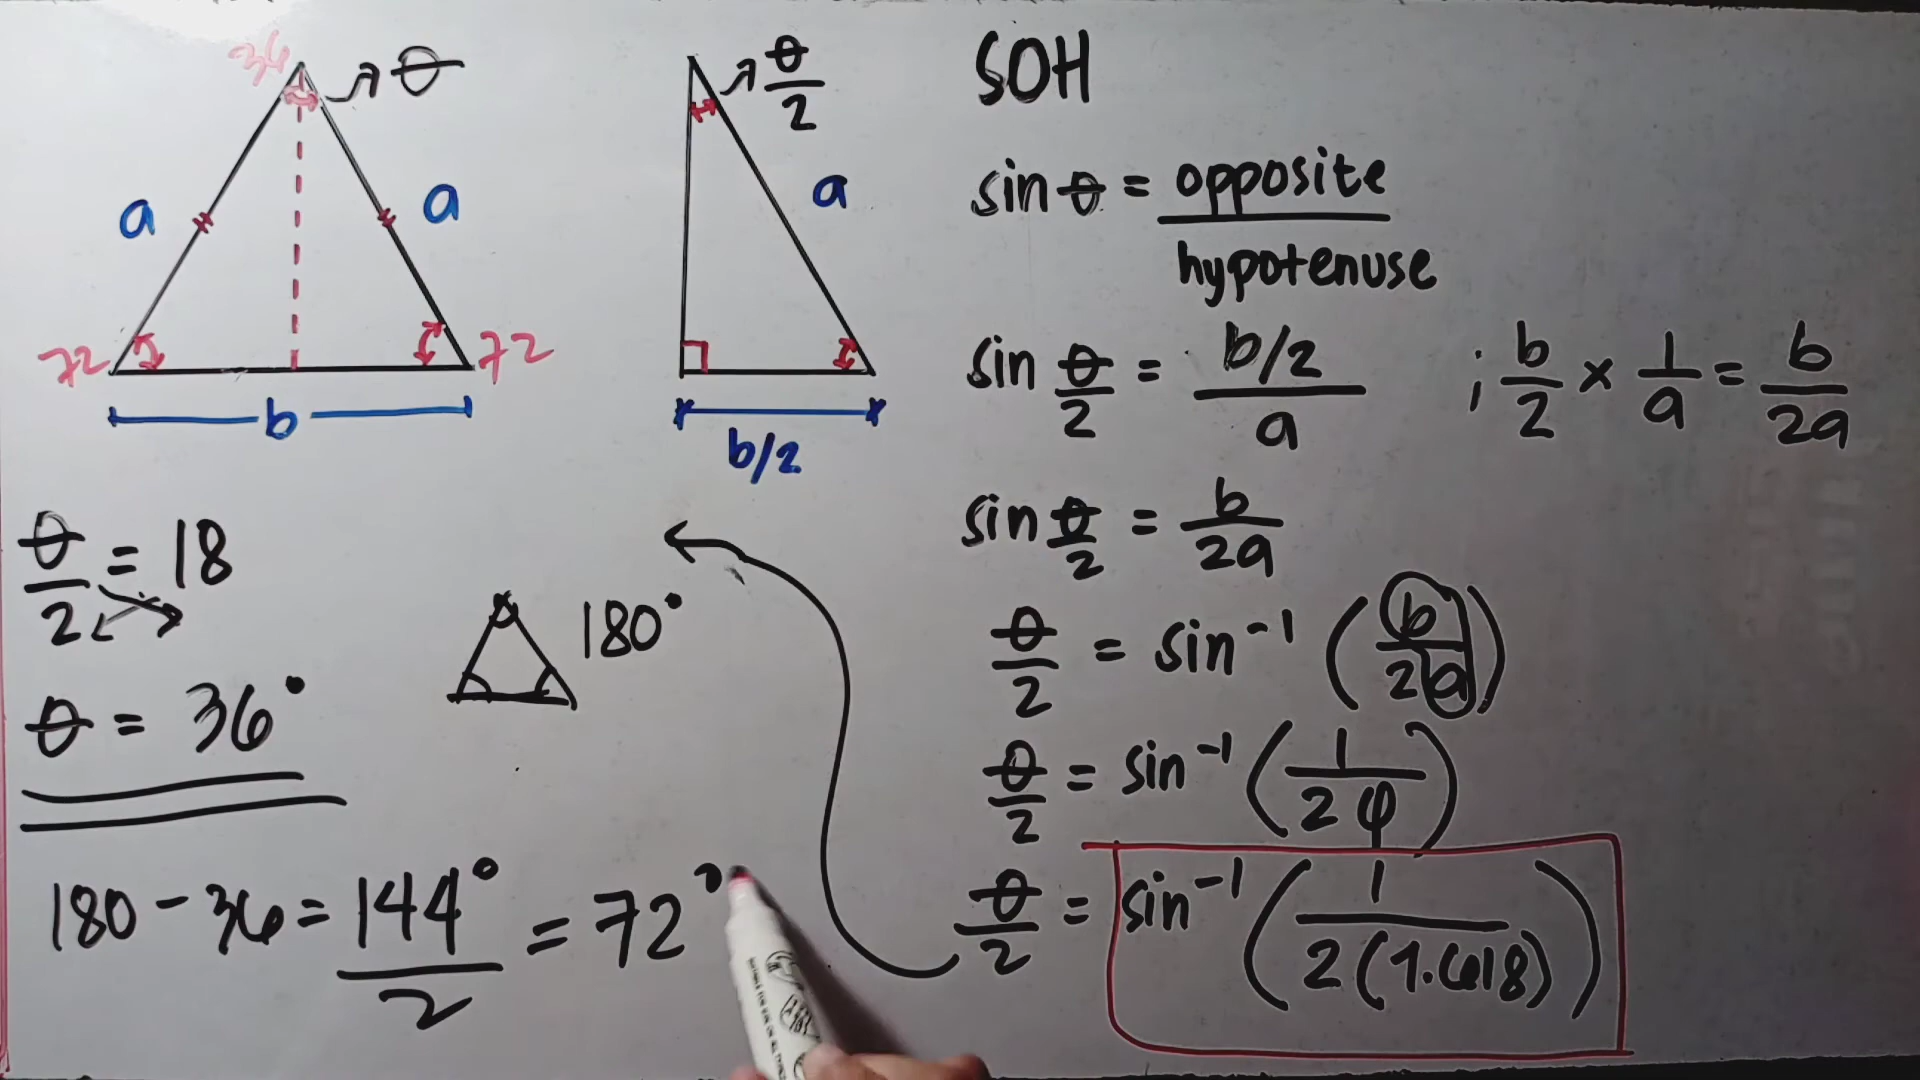 36
θ
a
a
72
72
b
θ/2
a
b/2
SOH
sin θ = opposite / hypotenuse
sin θ/2 = b/2 / a ; b/2 × 1/a = b/2a
sin θ/2 = b/2a
θ/2 = sin⁻¹ (b/2a)
θ/2 = sin⁻¹ (1/2φ)
θ/2 = sin⁻¹ (1/2(1.618))
θ/2 = 18
θ = 36°
180°
180 - 36 = 144°/2 = 72°